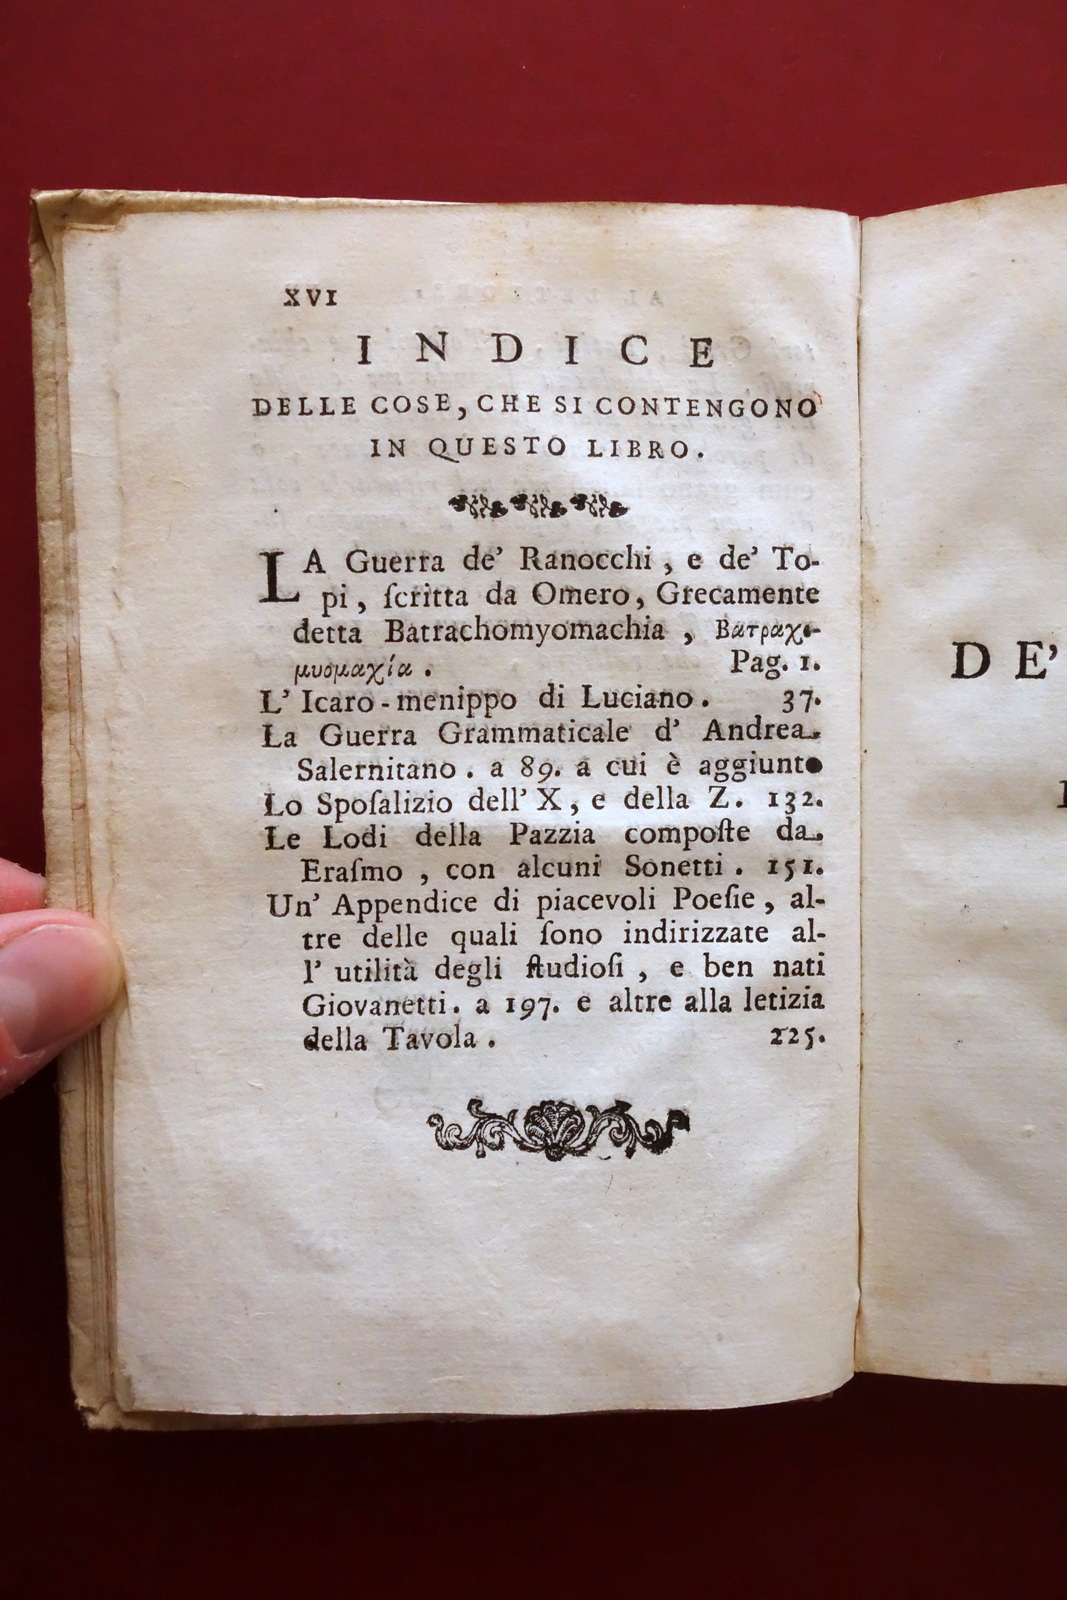 XVI
INDICE
DELLE COSE, CHE SI CONTENGONO
IN QUESTO LIBRO.
LA Guerra de' Ranocchi, e de' To-
pi, ſcritta da Omero, Grecamente
detta Batrachomyomachia, Βατραχο-
μυομαχία. Pag. 1.
L' Icaro-menippo di Luciano. 37.
La Guerra Grammaticale d' Andrea
Salernitano. a 89. a cui è aggiunto
Lo Spoſalizio dell' X, e della Z. 132.
Le Lodi della Pazzia compoſte da
Eraſmo, con alcuni Sonetti. 151.
Un' Appendice di piacevoli Poeſie, al-
tre delle quali ſono indirizzate al-
l' utilità degli ſtudioſi, e ben nati
Giovanetti. a 197. e altre alla letizia
della Tavola. 225.
DE'